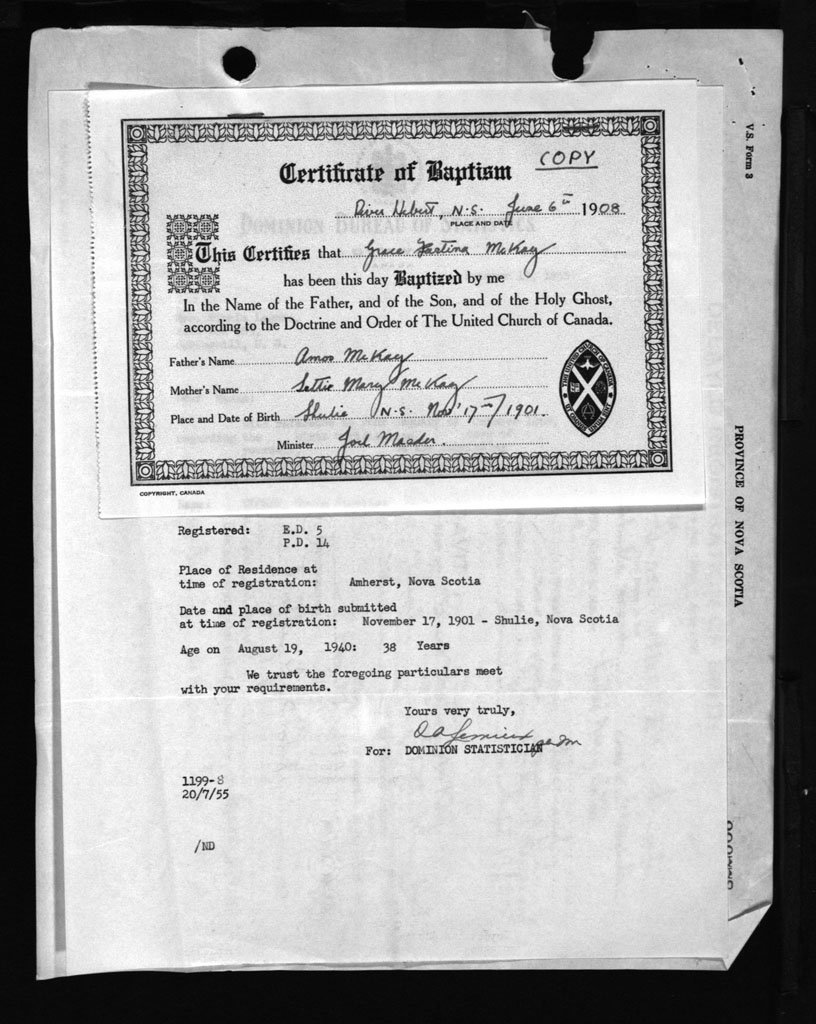 V.S. Form 3
Certificate of Baptism COPY
River Hebert, N.S. June 6th 1908
PLACE AND DATE
This Certifies that Grace McKay
has been this day Baptized by me
In the Name of the Father, and of the Son, and of the Holy Ghost,
according to the Doctrine and Order of The United Church of Canada.
Father's Name Amos McKay
Mother's Name Mary McKay
Place and Date of Birth Shulie N.S. Nov' 17th/1901.
Minister
COPYRIGHT, CANADA
PROVINCE OF NOVA SCOTIA
Registered: E.D. 5
P.D. 14
Place of Residence at
time of registration: Amherst, Nova Scotia
Date and place of birth submitted
at time of registration: November 17, 1901 - Shulie, Nova Scotia
Age on August 19, 1940: 38 Years
We trust the foregoing particulars meet
with your requirements.
Yours very truly,
For: DOMINION STATISTICIAN
1199-8
20/7/55
/ND